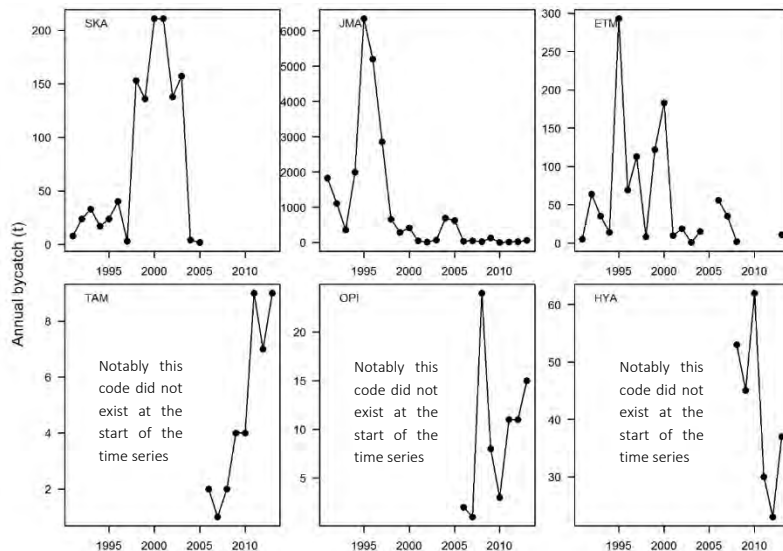 SKA
JMA
ETM
200
150
100
50
0
6000
5000
4000
3000
2000
1000
0
300
250
200
150
100
50
0
1995 2000 2005 2010
1995 2000 2005 2010
1995 2000 2005 2010
Annual bycatch (t)
TAM
OPI
HYA
8
6
4
2
Notably this
code did not
exist at the
start of the
time series
20
15
10
5
Notably this
code did not
exist at the
start of the
time series
60
50
40
30
Notably this
code did not
exist at the
start of the
time series
1995 2000 2005 2010
1995 2000 2005 2010
1995 2000 2005 2010